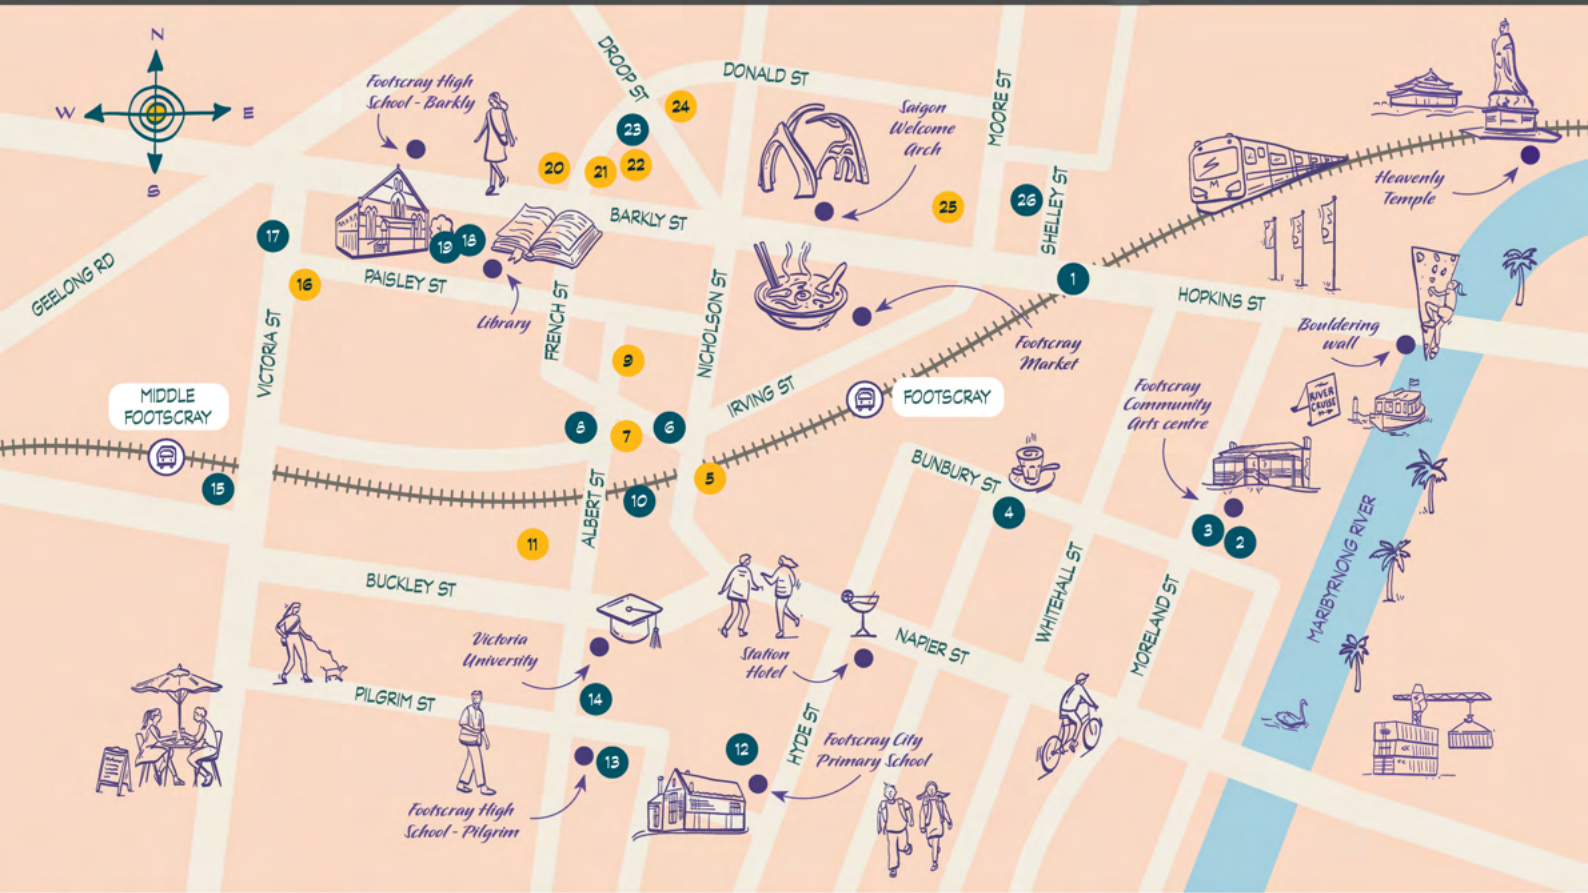 N
W
E
S
DROOP ST
DONALD ST
Footscray High
School - Barkly
24
23
MOORE ST
Saigon
Welcome
Arch
S
M
20
21
22
Heavenly
Temple
SHELLEY ST
26
25
BARKLY ST
17
19
18
GEELONG RD
16
PAISLEY ST
Library
FRENCH ST
NICHOLSON ST
1
HOPKINS ST
Bouldering
wall
Footscray
Market
VICTORIA ST
9
MIDDLE
FOOTSCRAY
IRVING ST
FOOTSCRAY
Footscray
Community
Arts centre
RIVER
CRUISE
8
7
6
15
5
10
ALBERT ST
11
BUNBURY ST
4
3
2
MARIBYRNONG RIVER
BUCKLEY ST
WHITEHALL ST
MORELAND ST
Victoria
University
Station
Hotel
NAPIER ST
PILGRIM ST
14
HYDE ST
12
13
Footscray City
Primary School
Footscray High
School - Pilgrim